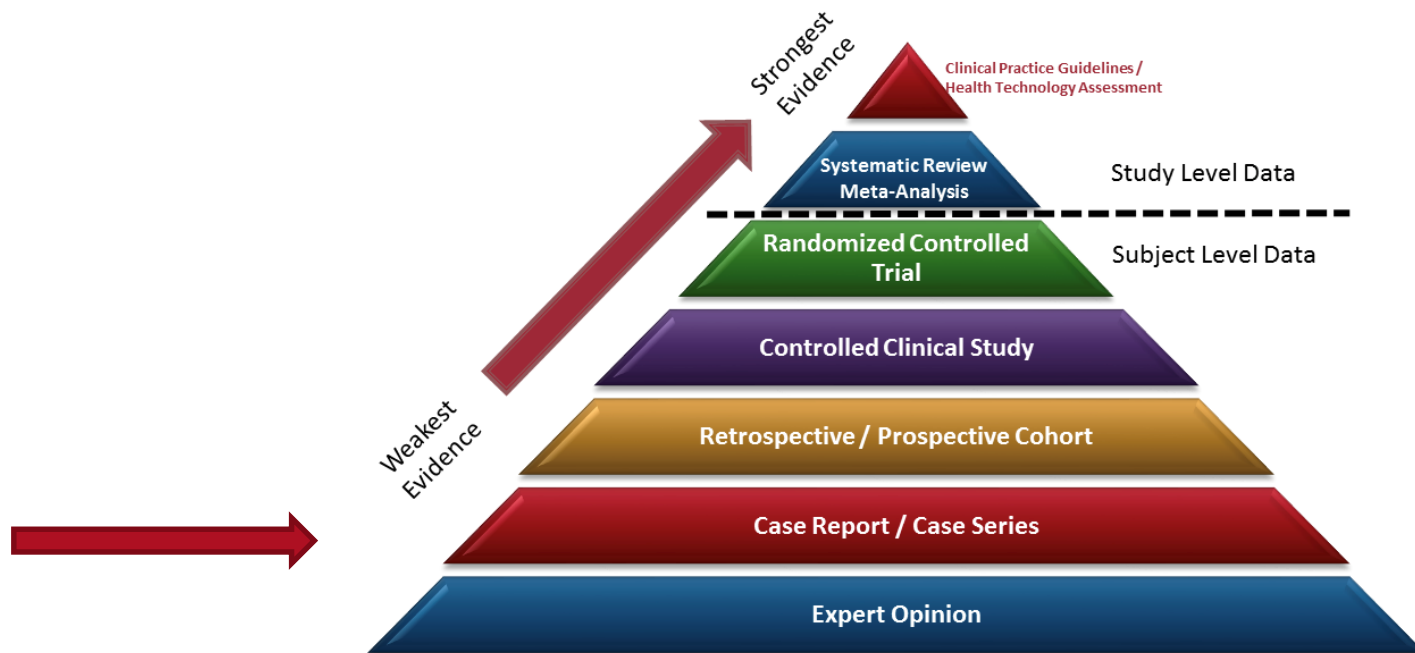 Strongest
Evidence
Clinical Practice Guidelines /
Health Technology Assessment
Systematic Review
Meta-Analysis
Study Level Data
Randomized Controlled
Trial
Subject Level Data
Controlled Clinical Study
Weakest
Evidence
Retrospective / Prospective Cohort
Case Report / Case Series
Expert Opinion